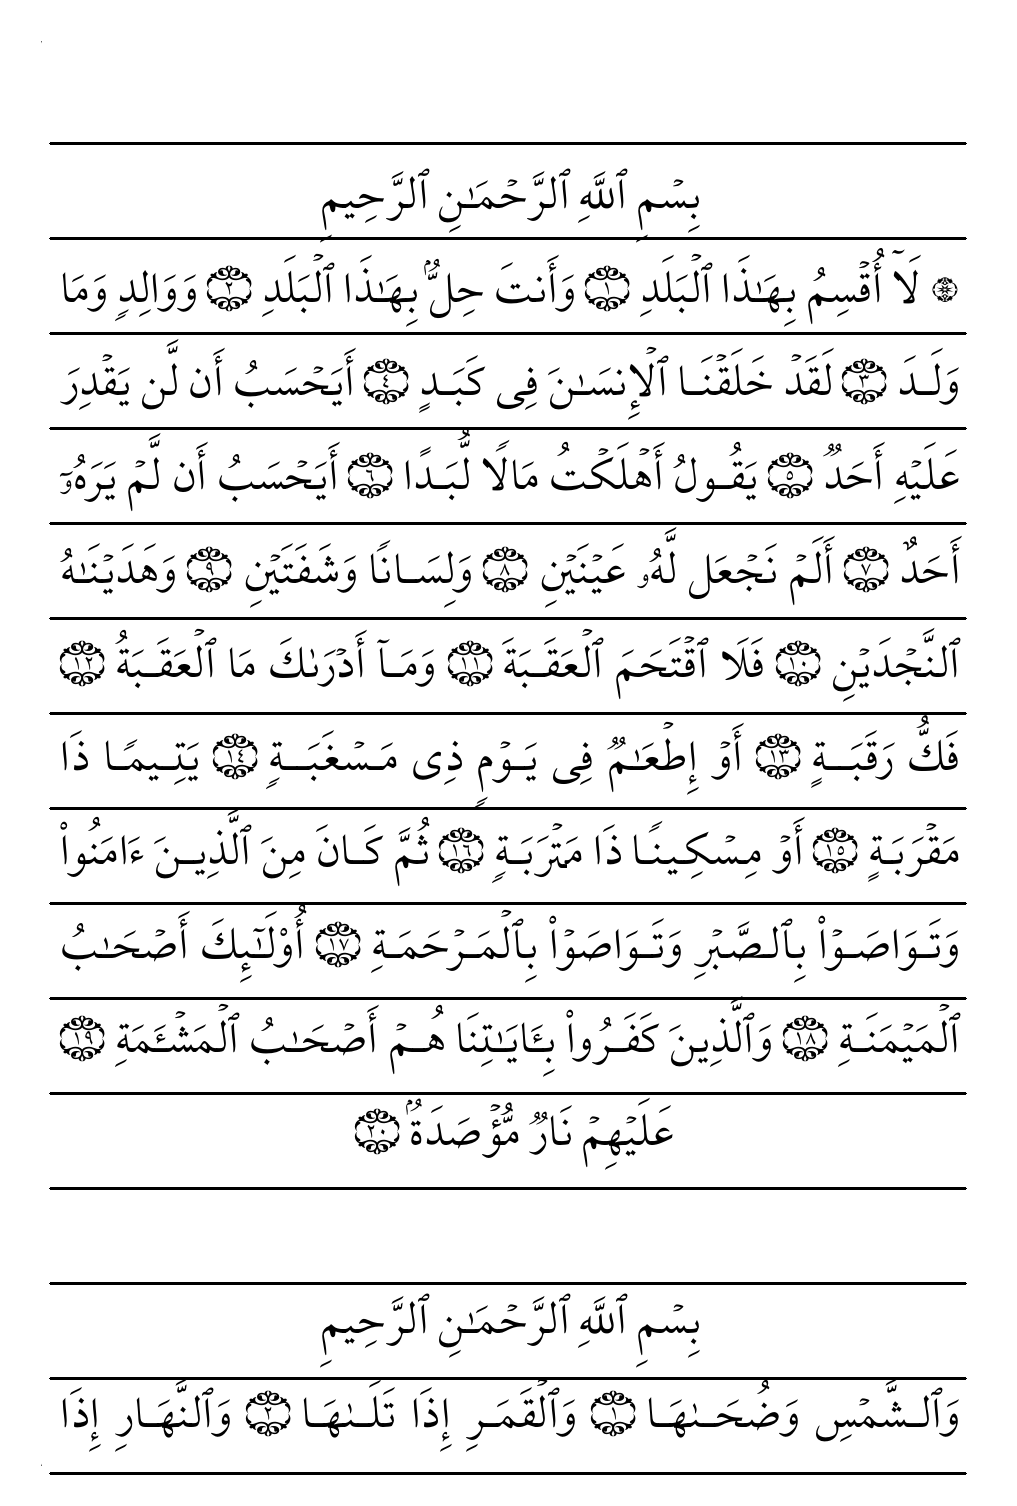 بِسۡمِ ٱللَّهِ ٱلرَّحۡمَٰنِ ٱلرَّحِيمِ
۞ لَآ أُقۡسِمُ بِهَٰذَا ٱلۡبَلَدِ ١ وَأَنتَ حِلُّۢ بِهَٰذَا ٱلۡبَلَدِ ٢ وَوَالِدٖ وَمَا
وَلَدَ ٣ لَقَدۡ خَلَقۡنَا ٱلۡإِنسَٰنَ فِي كَبَدٍ ٤ أَيَحۡسَبُ أَن لَّن يَقۡدِرَ
عَلَيۡهِ أَحَدٞ ٥ يَقُولُ أَهۡلَكۡتُ مَالٗا لُّبَدًا ٦ أَيَحۡسَبُ أَن لَّمۡ يَرَهُۥٓ
أَحَدٌ ٧ أَلَمۡ نَجۡعَل لَّهُۥ عَيۡنَيۡنِ ٨ وَلِسَانٗا وَشَفَتَيۡنِ ٩ وَهَدَيۡنَٰهُ
ٱلنَّجۡدَيۡنِ ١٠ فَلَا ٱقۡتَحَمَ ٱلۡعَقَبَةَ ١١ وَمَآ أَدۡرَىٰكَ مَا ٱلۡعَقَبَةُ ١٢
فَكُّ رَقَبَةٍ ١٣ أَوۡ إِطۡعَٰمٞ فِي يَوۡمٖ ذِي مَسۡغَبَةٖ ١٤ يَتِيمٗا ذَا
مَقۡرَبَةٍ ١٥ أَوۡ مِسۡكِينٗا ذَا مَتۡرَبَةٖ ١٦ ثُمَّ كَانَ مِنَ ٱلَّذِينَ ءَامَنُواْ
وَتَوَاصَوۡاْ بِٱلصَّبۡرِ وَتَوَاصَوۡاْ بِٱلۡمَرۡحَمَةِ ١٧ أُوْلَٰٓئِكَ أَصۡحَٰبُ
ٱلۡمَيۡمَنَةِ ١٨ وَٱلَّذِينَ كَفَرُواْ بِـَٔايَٰتِنَا هُمۡ أَصۡحَٰبُ ٱلۡمَشۡـَٔمَةِ ١٩
عَلَيۡهِمۡ نَارٞ مُّؤۡصَدَةُۢ ٢٠
بِسۡمِ ٱللَّهِ ٱلرَّحۡمَٰنِ ٱلرَّحِيمِ
وَٱلشَّمۡسِ وَضُحَىٰهَا ١ وَٱلۡقَمَرِ إِذَا تَلَىٰهَا ٢ وَٱلنَّهَارِ إِذَا